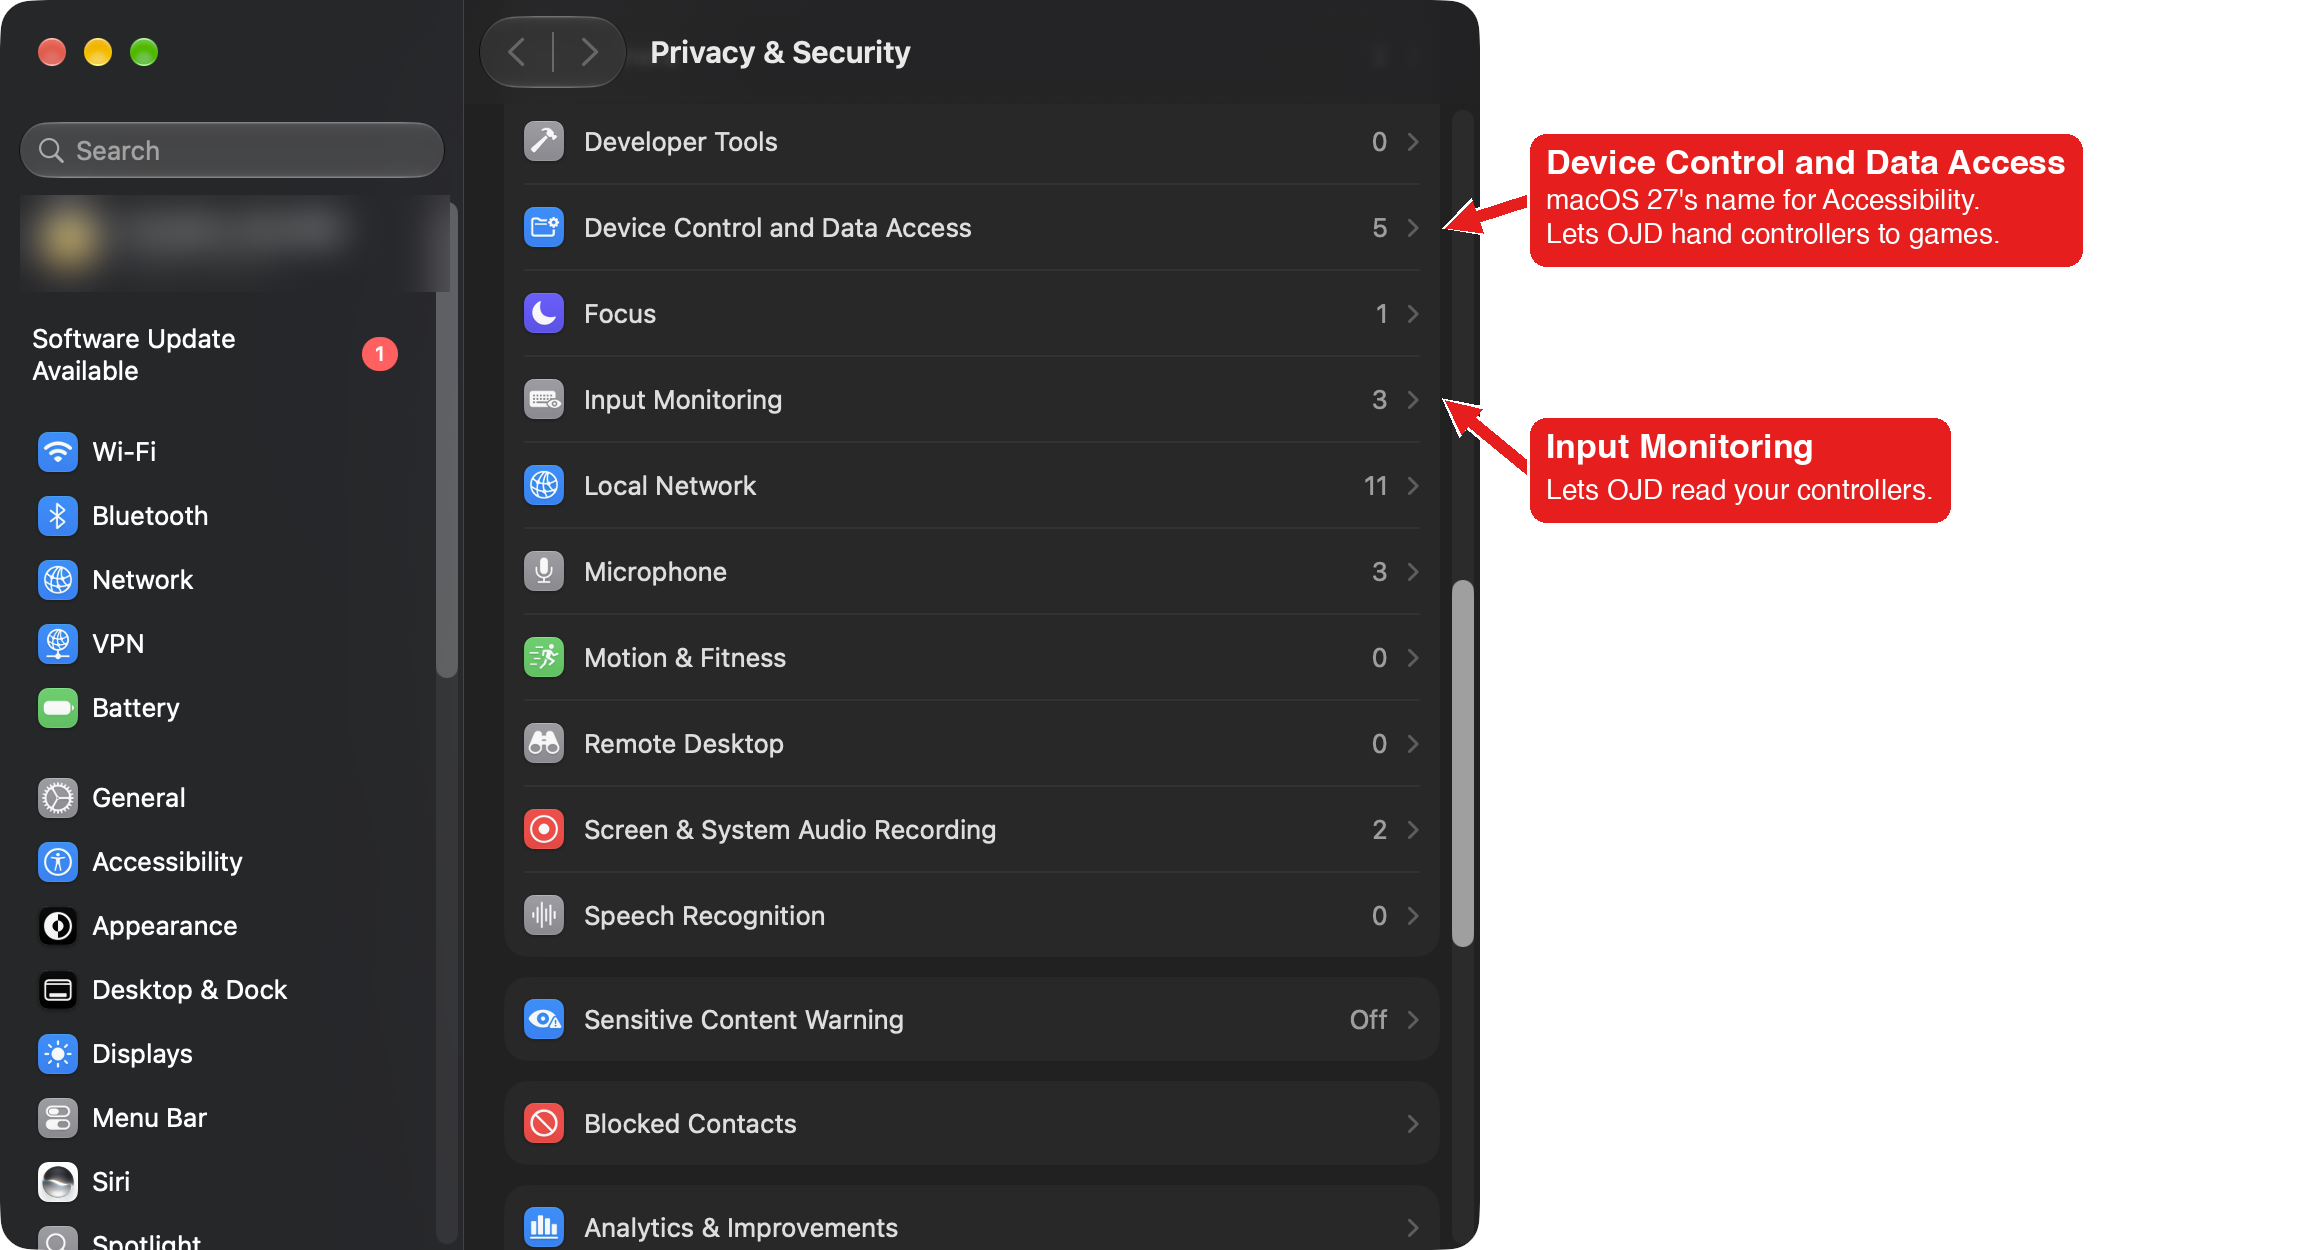 Privacy & Security
Search
Software Update
Available
1
Wi-Fi
Bluetooth
Network
VPN
Battery
General
Accessibility
Appearance
Desktop & Dock
Displays
Menu Bar
Siri
Spotlight
Developer Tools 0
Device Control and Data Access 5
Focus 1
Input Monitoring 3
Local Network 11
Microphone 3
Motion & Fitness 0
Remote Desktop 0
Screen & System Audio Recording 2
Speech Recognition 0
Sensitive Content Warning Off
Blocked Contacts
Analytics & Improvements
Device Control and Data Access
macOS 27's name for Accessibility.
Lets OJD hand controllers to games.
Input Monitoring
Lets OJD read your controllers.